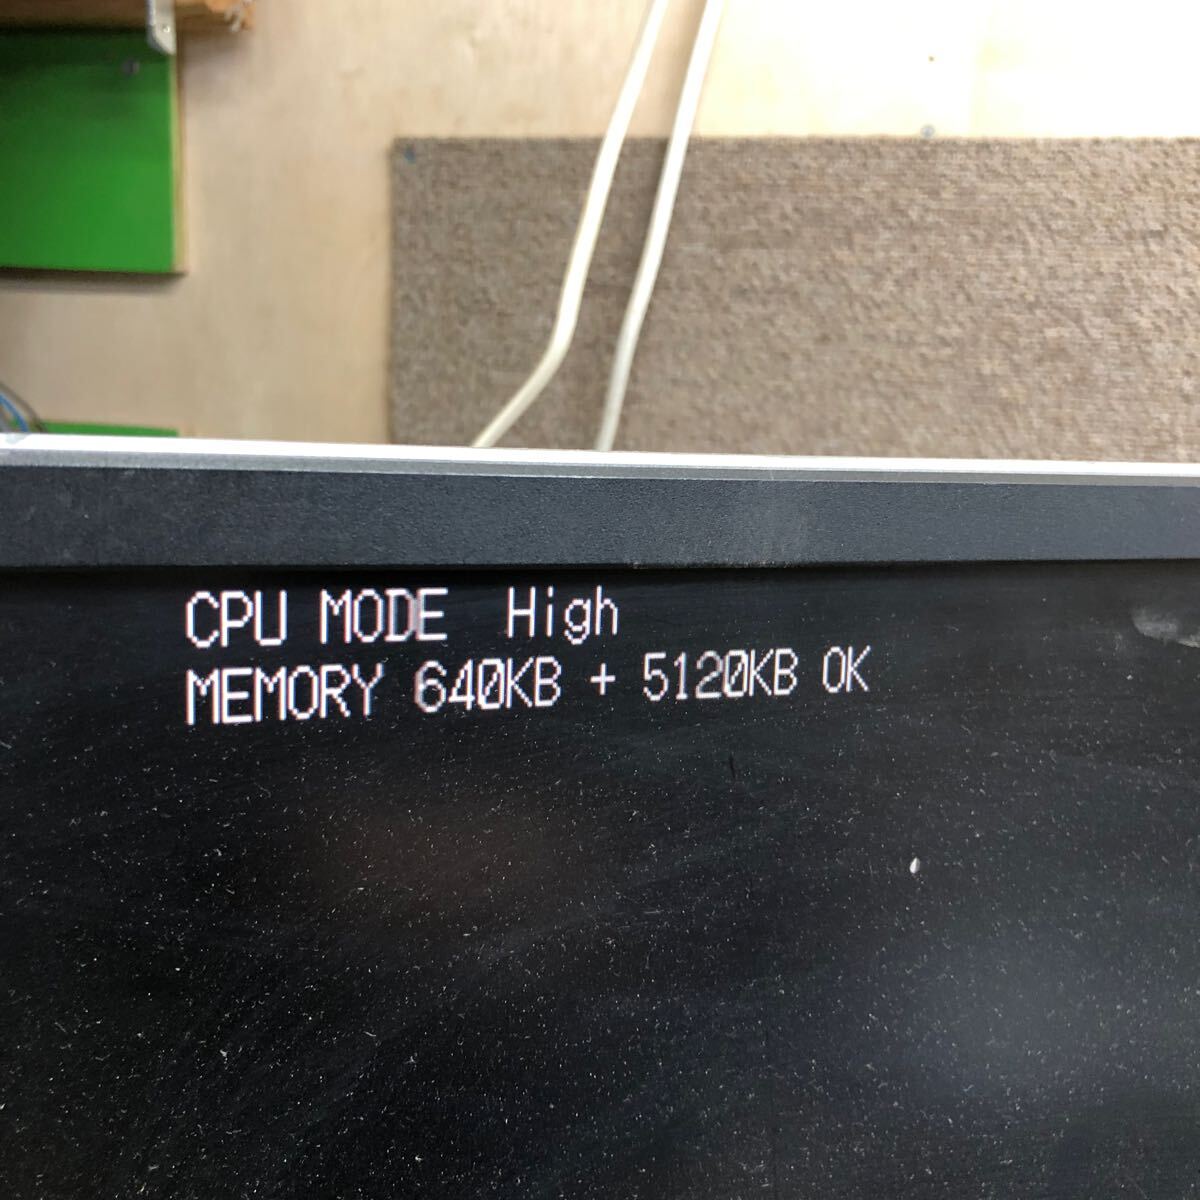 CPU MODE  High
MEMORY 640KB + 5120KB OK